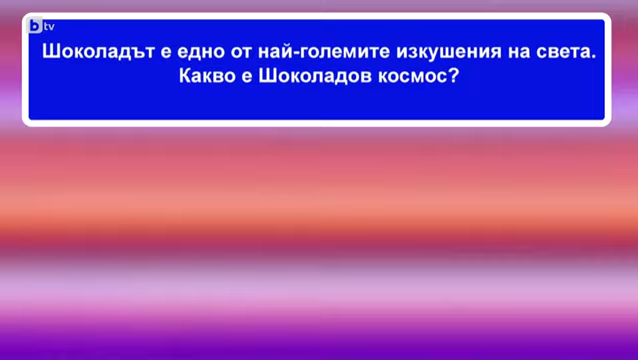 btv
Шоколадът е едно от най-големите изкушения на света.
Какво е Шоколадов космос?